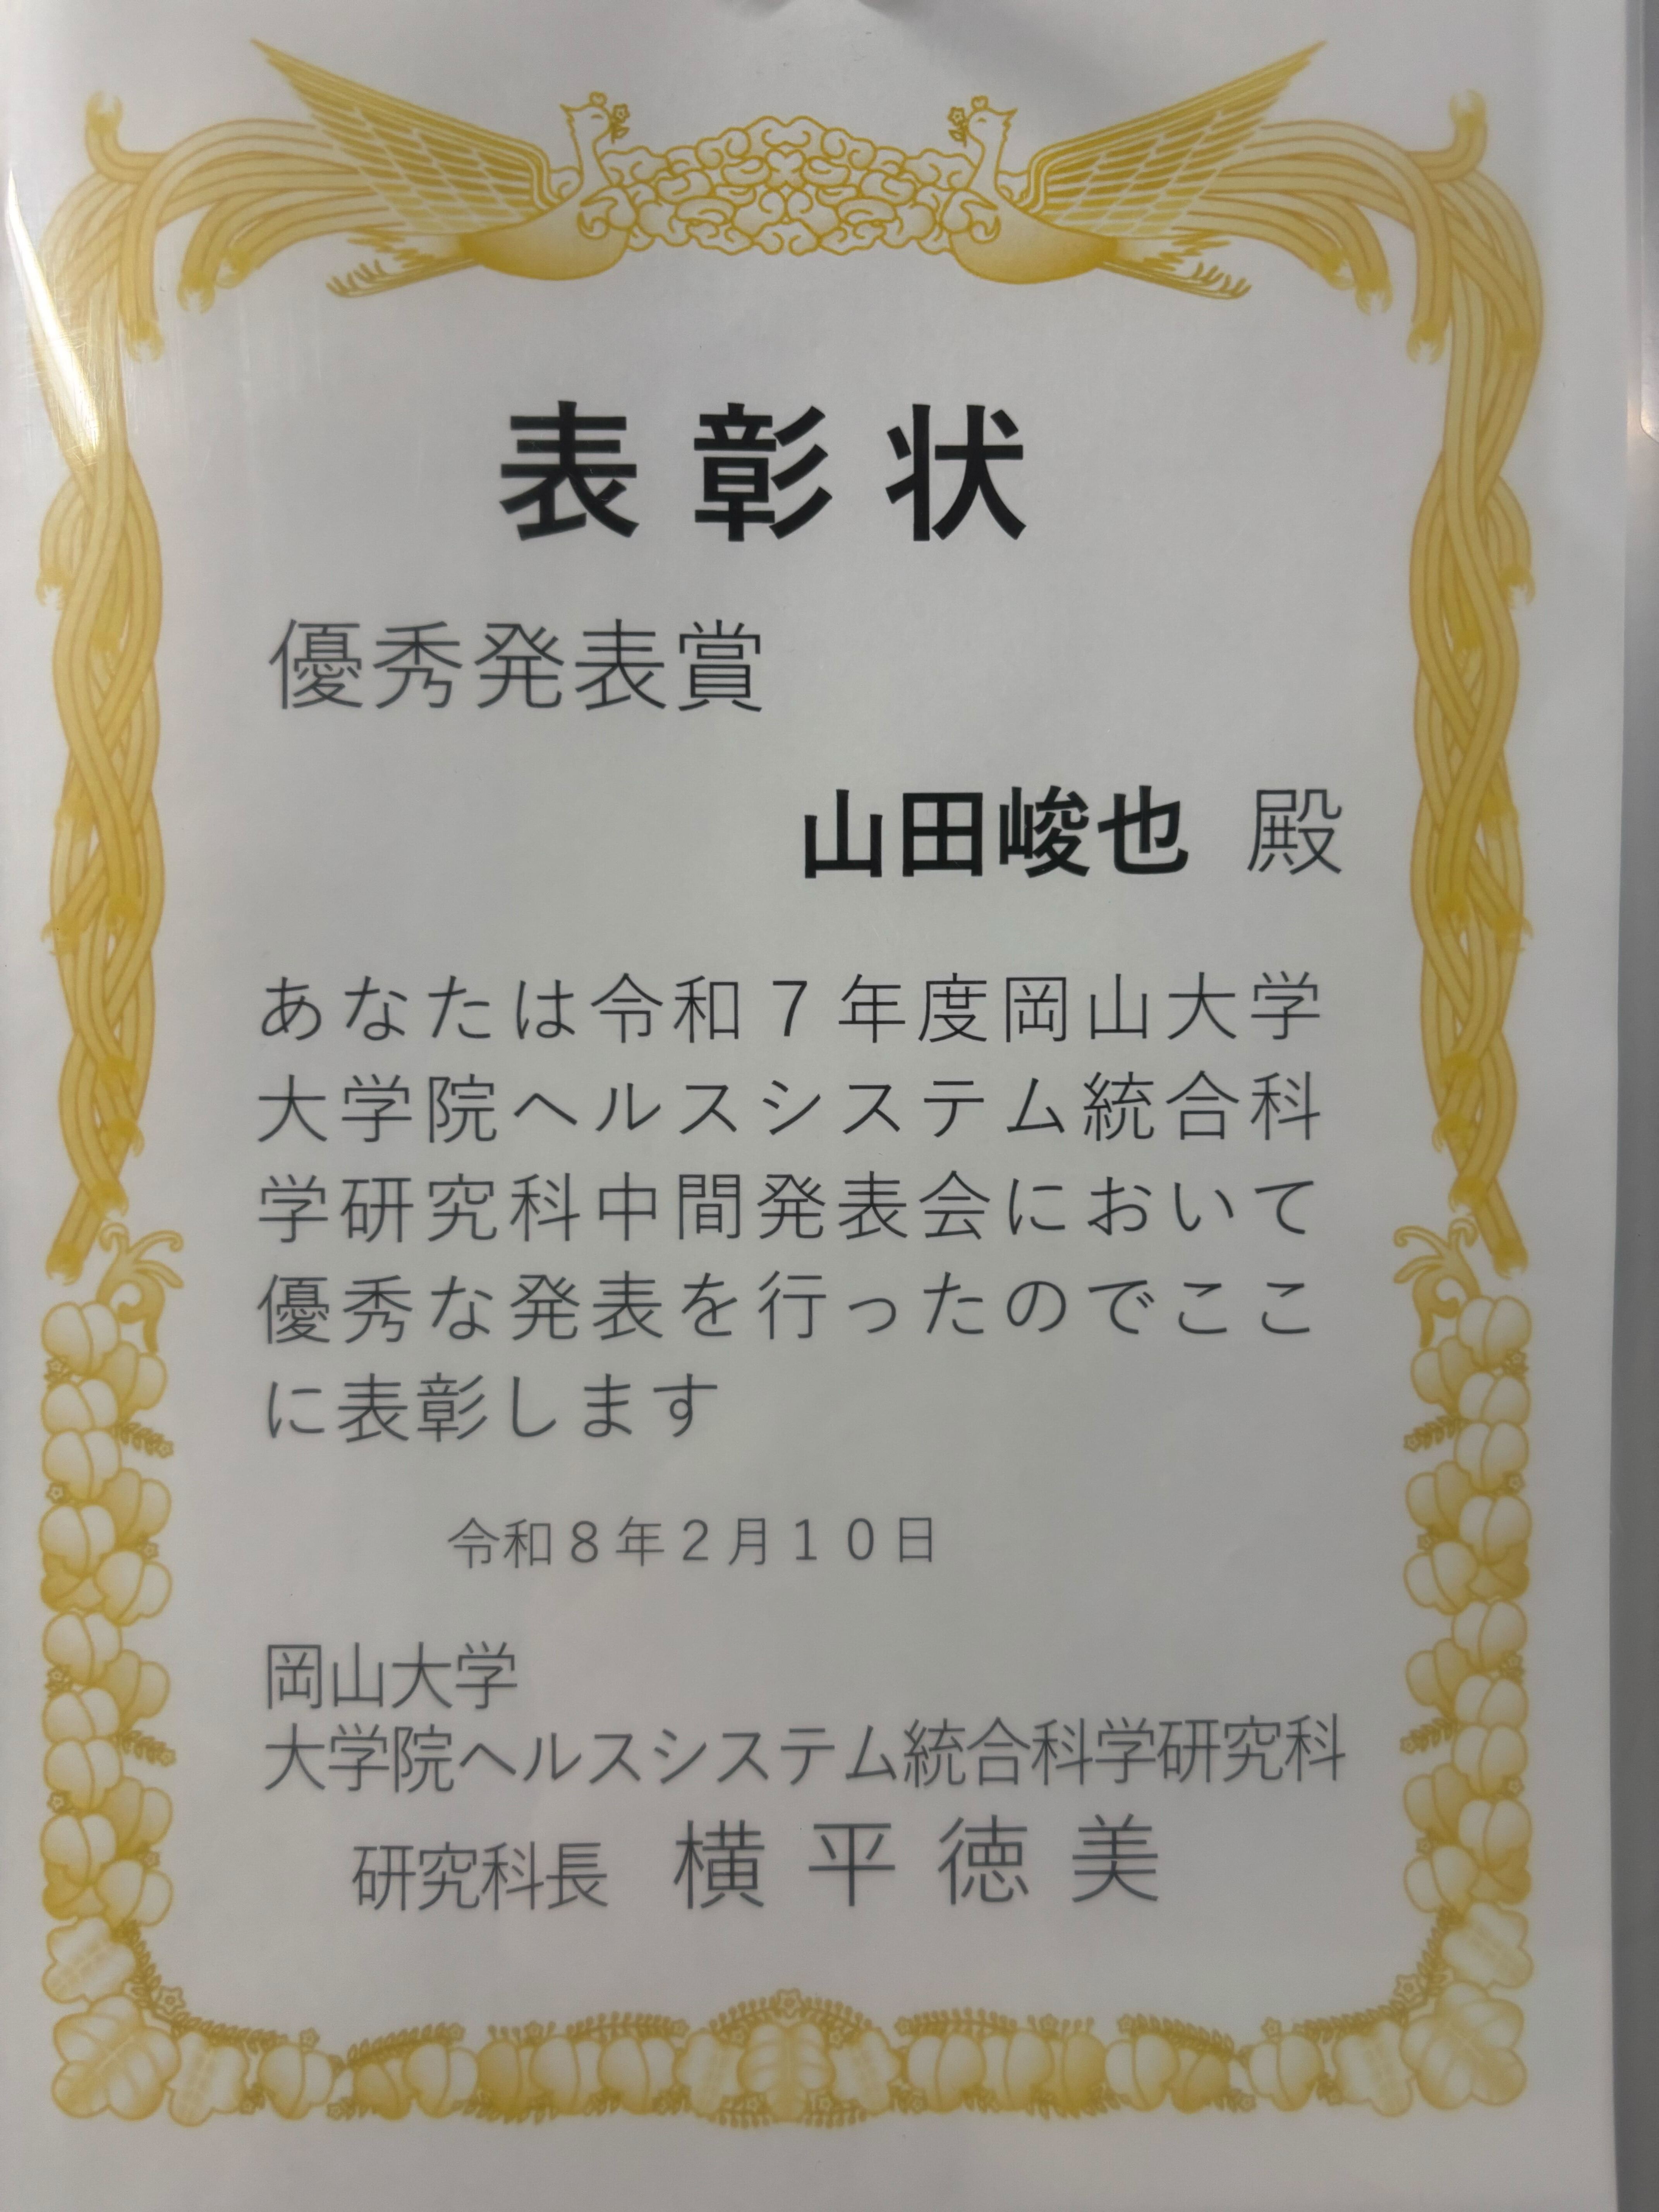 表彰状
優秀発表賞
山田峻也 殿
あなたは令和７年度岡山大学
大学院ヘルスシステム統合科
学研究科中間発表会において
優秀な発表を行ったのでここ
に表彰します
令和８年２月１０日
岡山大学
大学院ヘルスシステム統合科学研究科
研究科長 横平徳美